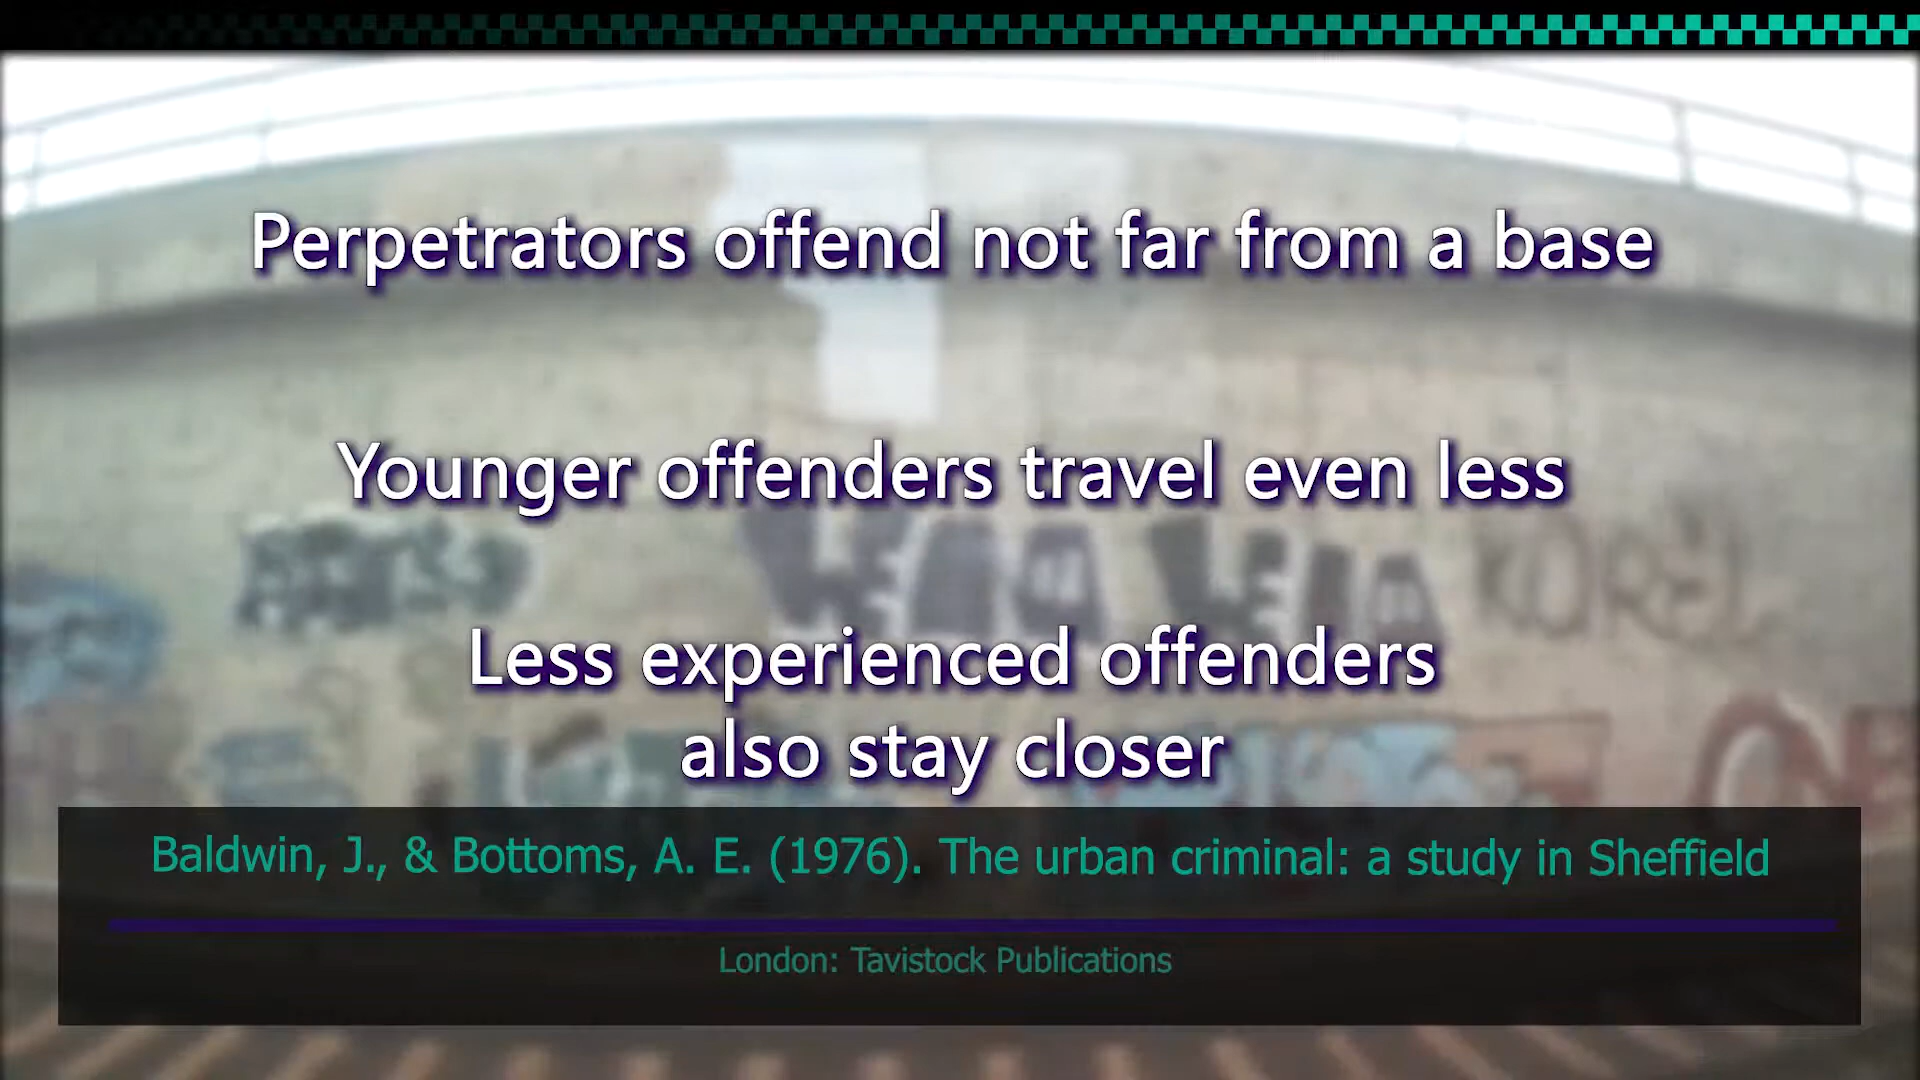 Perpetrators offend not far from a base
Younger offenders travel even less
Less experienced offenders
also stay closer
Baldwin, J., & Bottoms, A. E. (1976). The urban criminal: a study in Sheffield
London: Tavistock Publications